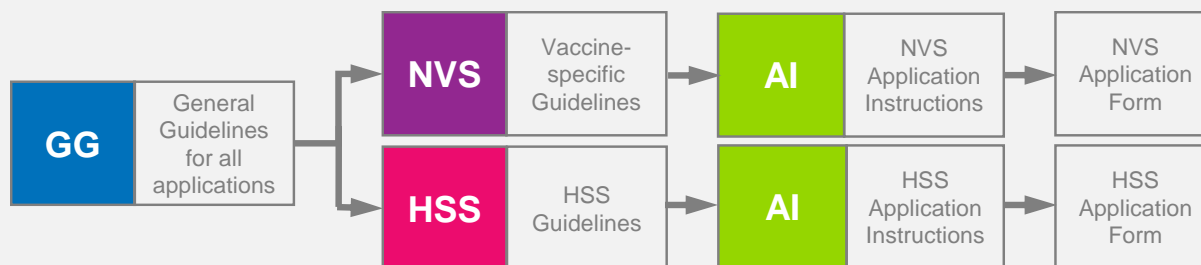 GG
General
Guidelines
for all
applications
NVS
Vaccine-
specific
Guidelines
AI
NVS
Application
Instructions
NVS
Application
Form
HSS
HSS
Guidelines
AI
HSS
Application
Instructions
HSS
Application
Form